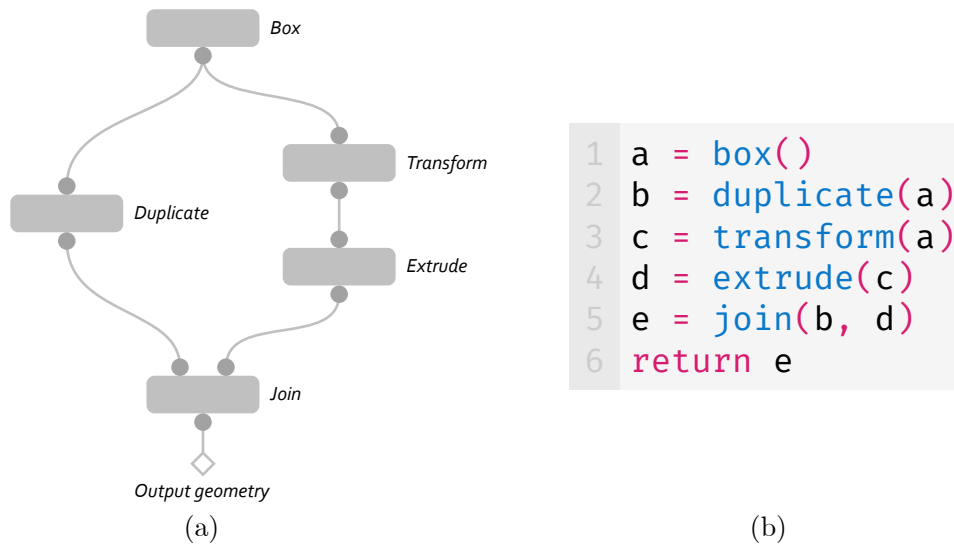 Box
Transform
Duplicate
Extrude
Join
Output geometry
(a)
1 a = box()
2 b = duplicate(a)
3 c = transform(a)
4 d = extrude(c)
5 e = join(b, d)
6 return e
(b)